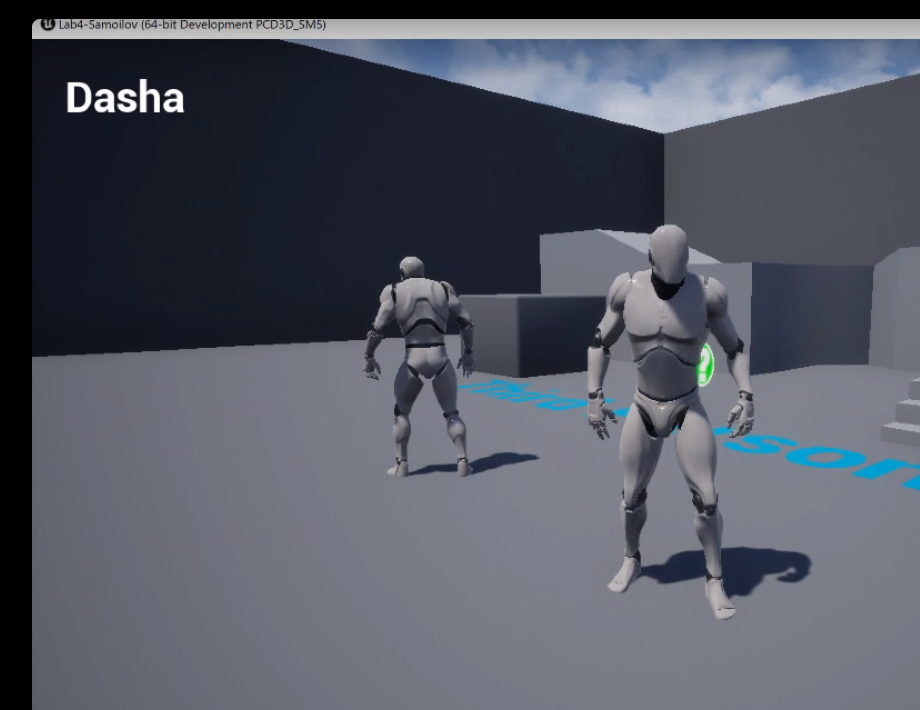 Lab4-Samoilov (64-bit Development PCD3D_SM5)
Dasha
?